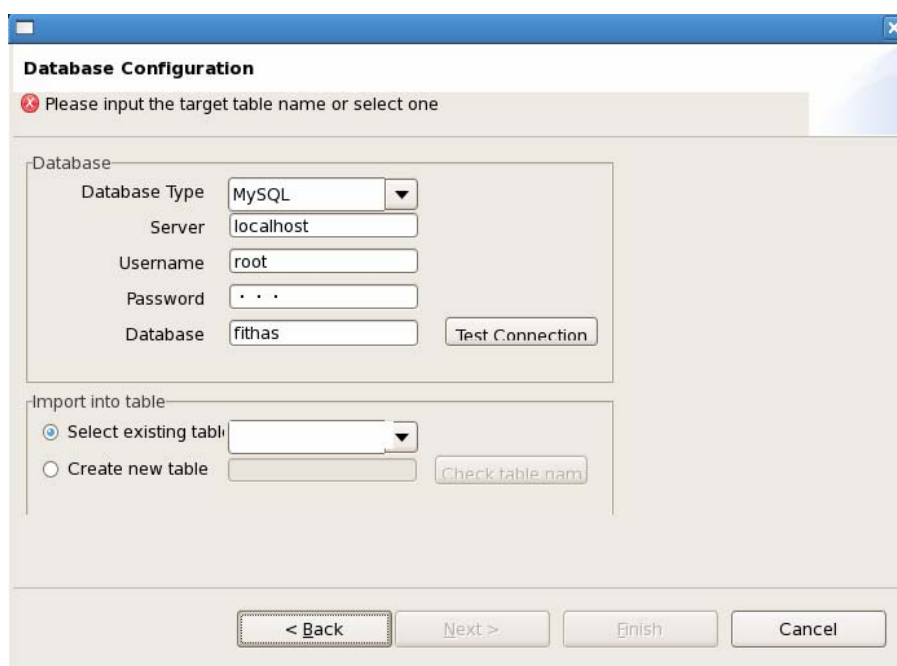 Database Configuration
Please input the target table name or select one
Database
Database Type MySQL
Server localhost
Username root
Password · · ·
Database fithas Test Connection
Import into table
Select existing tabl
Create new table Check table nam
< Back Next > Finish Cancel